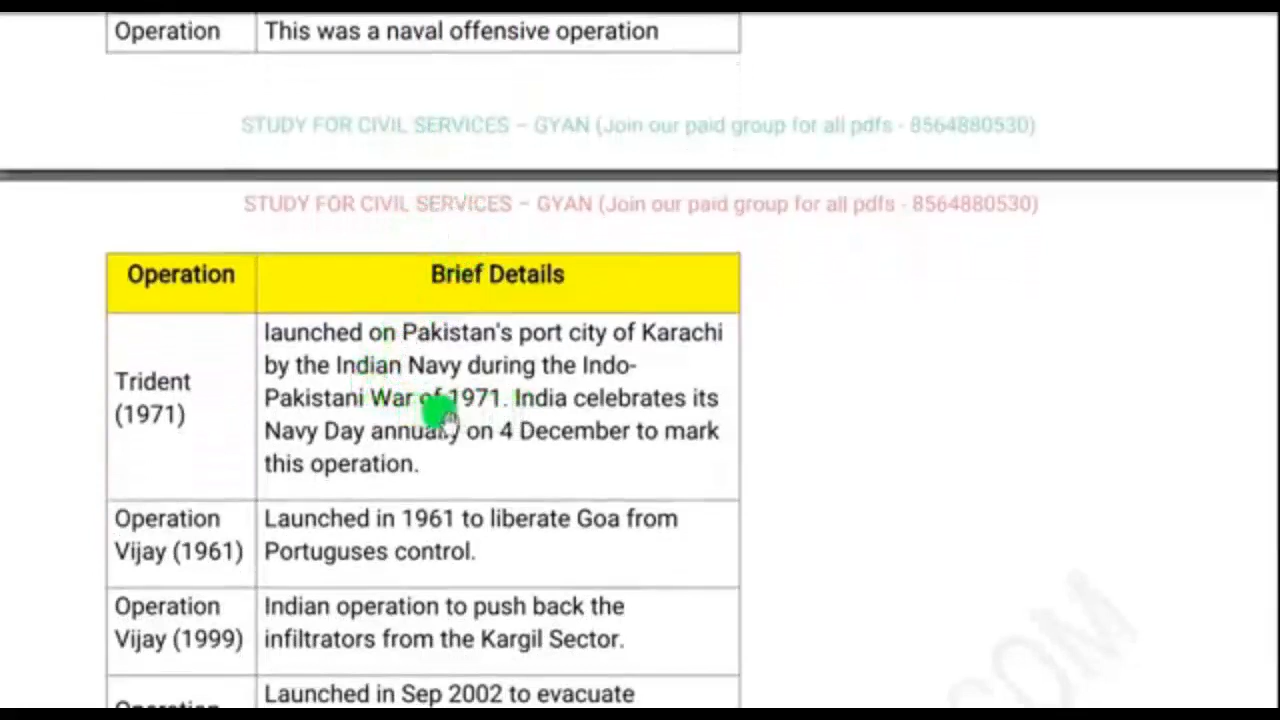 Operation
This was a naval offensive operation
STUDY FOR CIVIL SERVICES – GYAN (Join our paid group for all pdfs - 8564880530)
STUDY FOR CIVIL SERVICES – GYAN (Join our paid group for all pdfs - 8564880530)
Operation
Brief Details
Trident
(1971)
launched on Pakistan's port city of Karachi
by the Indian Navy during the Indo-
Pakistani War of 1971. India celebrates its
Navy Day annually on 4 December to mark
this operation.
Operation
Vijay (1961)
Launched in 1961 to liberate Goa from
Portuguses control.
Operation
Vijay (1999)
Indian operation to push back the
infiltrators from the Kargil Sector.
Operation
Launched in Sep 2002 to evacuate
COM